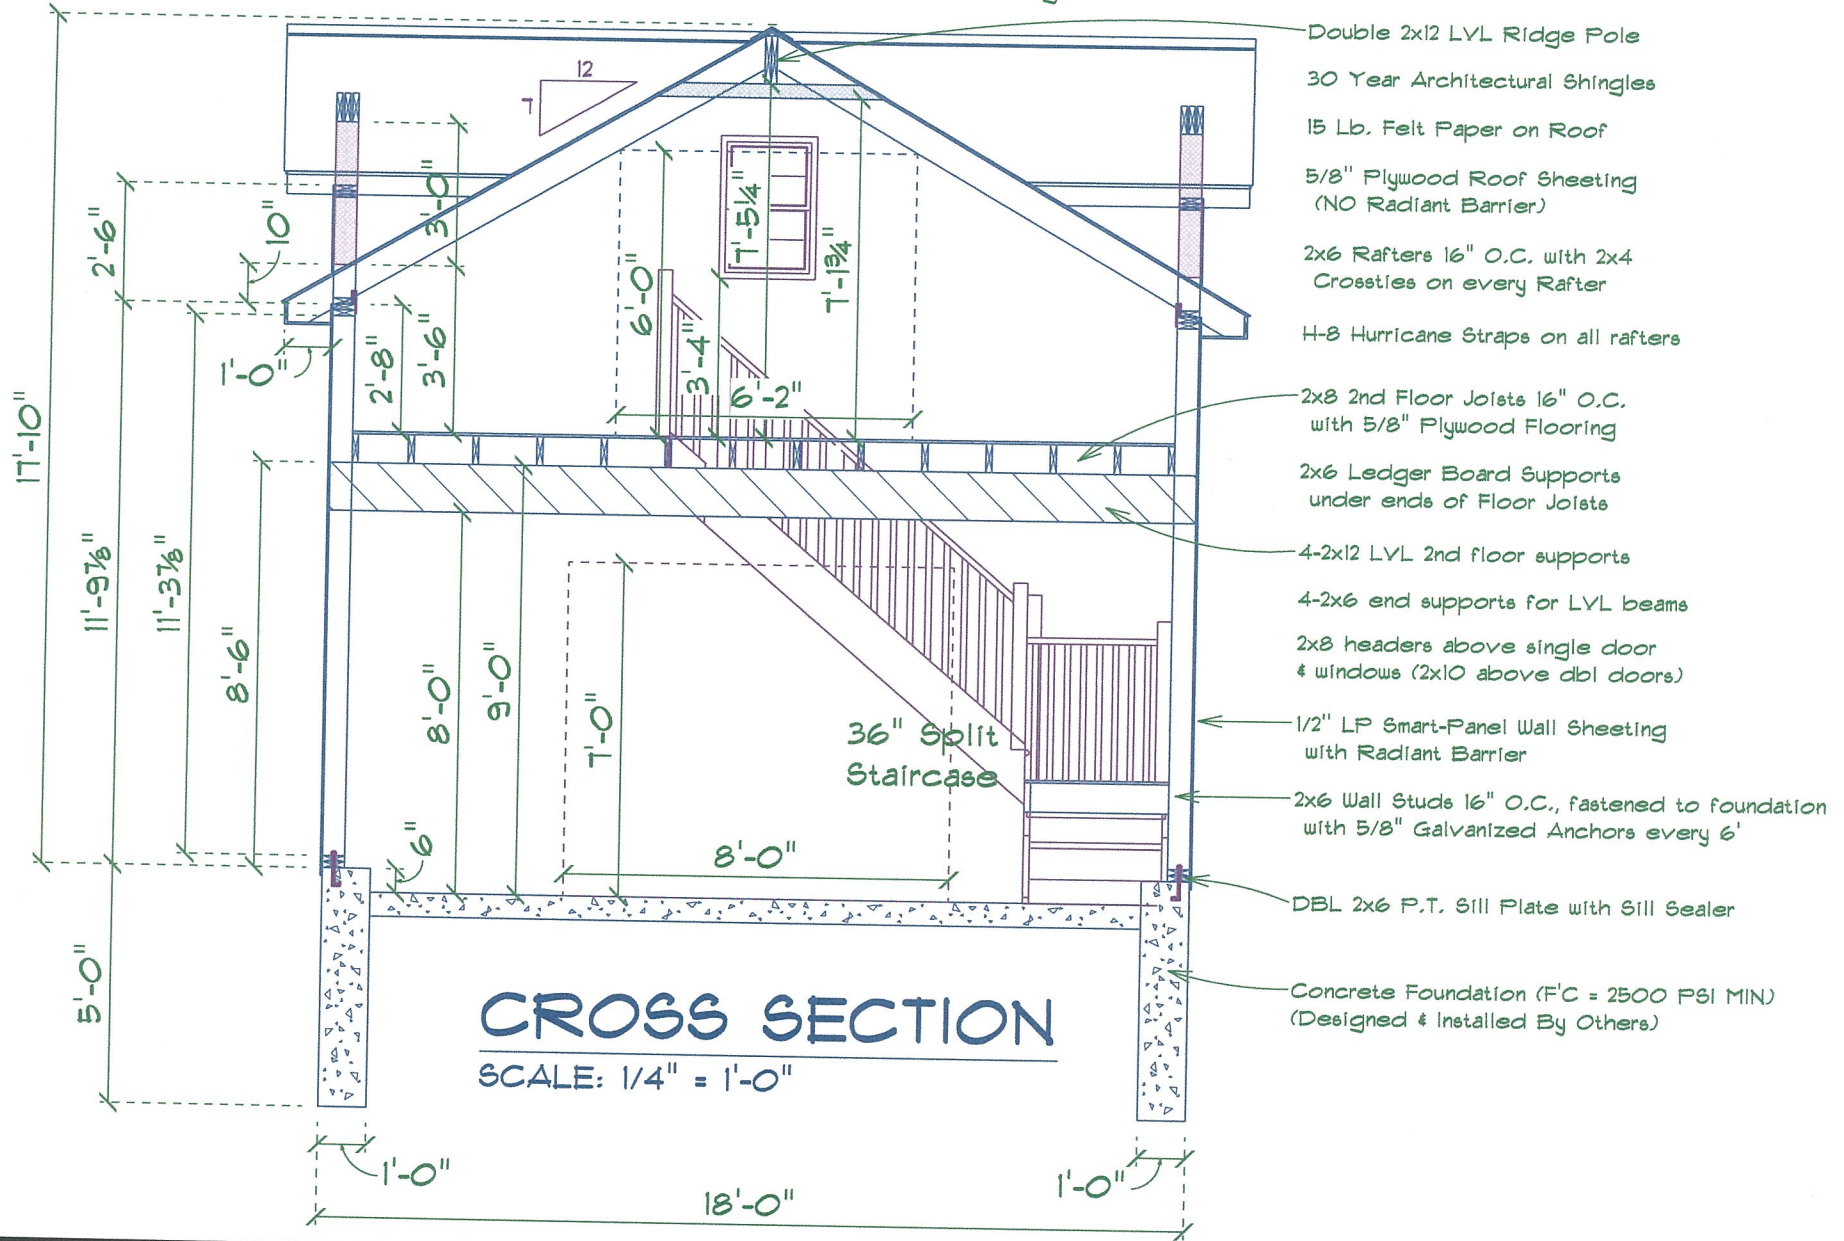 Double 2x12 LVL Ridge Pole
30 Year Architectural Shingles
15 Lb. Felt Paper on Roof
5/8" Plywood Roof Sheeting
(NO Radiant Barrier)
2x6 Rafters 16" O.C. with 2x4
Crossties on every Rafter
H-8 Hurricane Straps on all rafters
2x8 2nd Floor Joists 16" O.C.
with 5/8" Plywood Flooring
2x6 Ledger Board Supports
under ends of Floor Joists
4-2x12 LVL 2nd floor supports
4-2x6 end supports for LVL beams
2x8 headers above single door
& windows (2x10 above dbl doors)
1/2" LP Smart-Panel Wall Sheeting
with Radiant Barrier
2x6 Wall Studs 16" O.C., fastened to foundation
with 5/8" Galvanized Anchors every 6'
DBL 2x6 P.T. Sill Plate with Sill Sealer
Concrete Foundation (F'C = 2500 PSI MIN.)
(Designed & Installed By Others)
12
7
17'-10"
2'-6"
10"
3'-0"
1'-0"
2'-8"
3'-6"
6'-0"
3'-4"
7'-5 1/4"
7'-1 3/4"
6'-2"
11'-9 7/8"
11'-3 7/8"
8'-6"
8'-0"
9'-0"
7'-0"
36" Split
Staircase
6"
8'-0"
5'-0"
CROSS SECTION
SCALE: 1/4" = 1'-0"
1'-0"
1'-0"
18'-0"